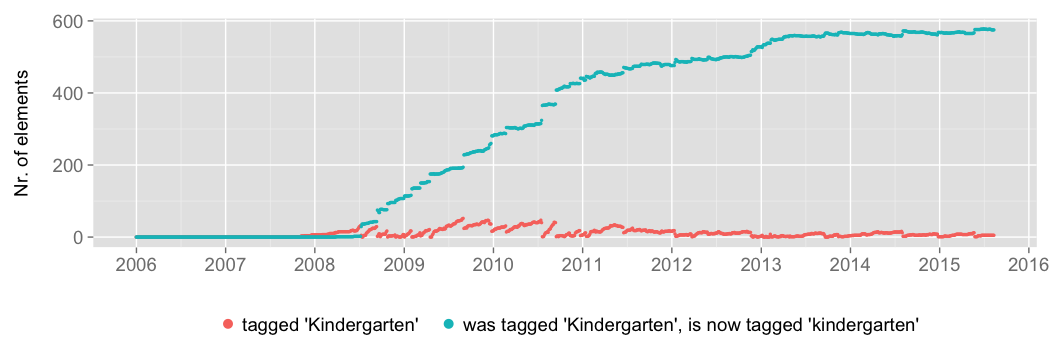 600
400
200
0
Nr. of elements
2006 2007 2008 2009 2010 2011 2012 2013 2014 2015 2016
tagged 'Kindergarten' was tagged 'Kindergarten', is now tagged 'kindergarten'